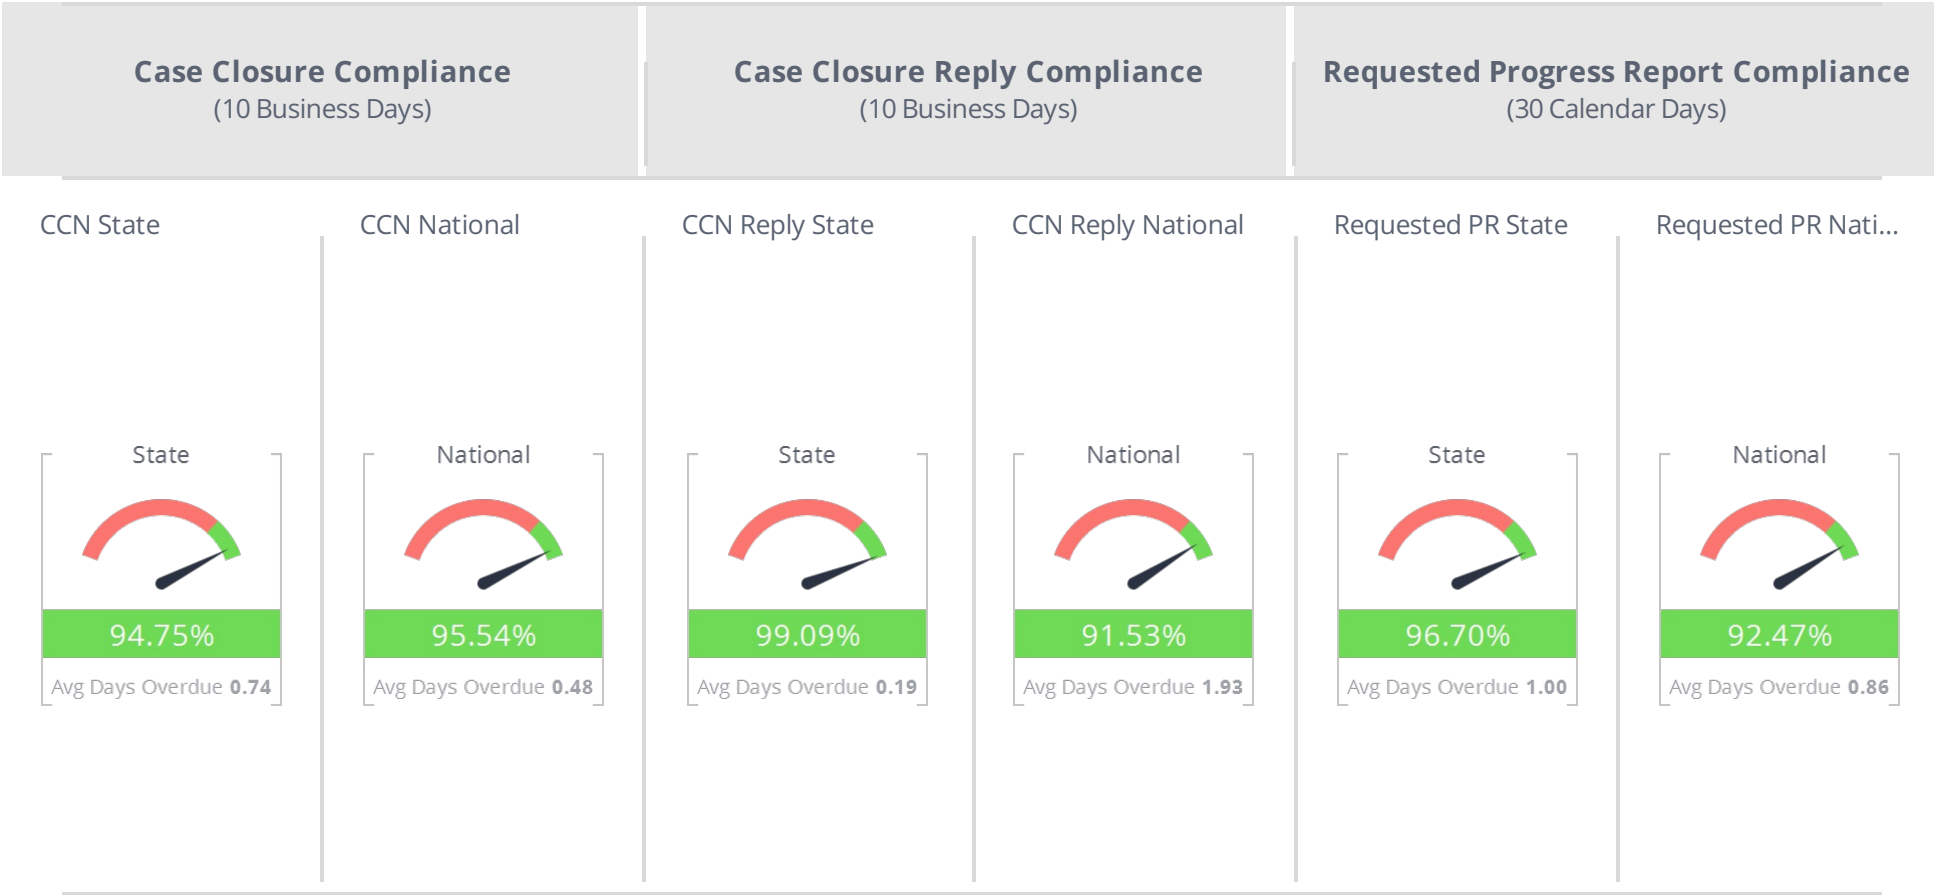 Case Closure Compliance
(10 Business Days)
Case Closure Reply Compliance
(10 Business Days)
Requested Progress Report Compliance
(30 Calendar Days)
CCN State
CCN National
CCN Reply State
CCN Reply National
Requested PR State
Requested PR Nati...
State
National
State
National
State
National
94.75%
95.54%
99.09%
91.53%
96.70%
92.47%
Avg Days Overdue 0.74
Avg Days Overdue 0.48
Avg Days Overdue 0.19
Avg Days Overdue 1.93
Avg Days Overdue 1.00
Avg Days Overdue 0.86